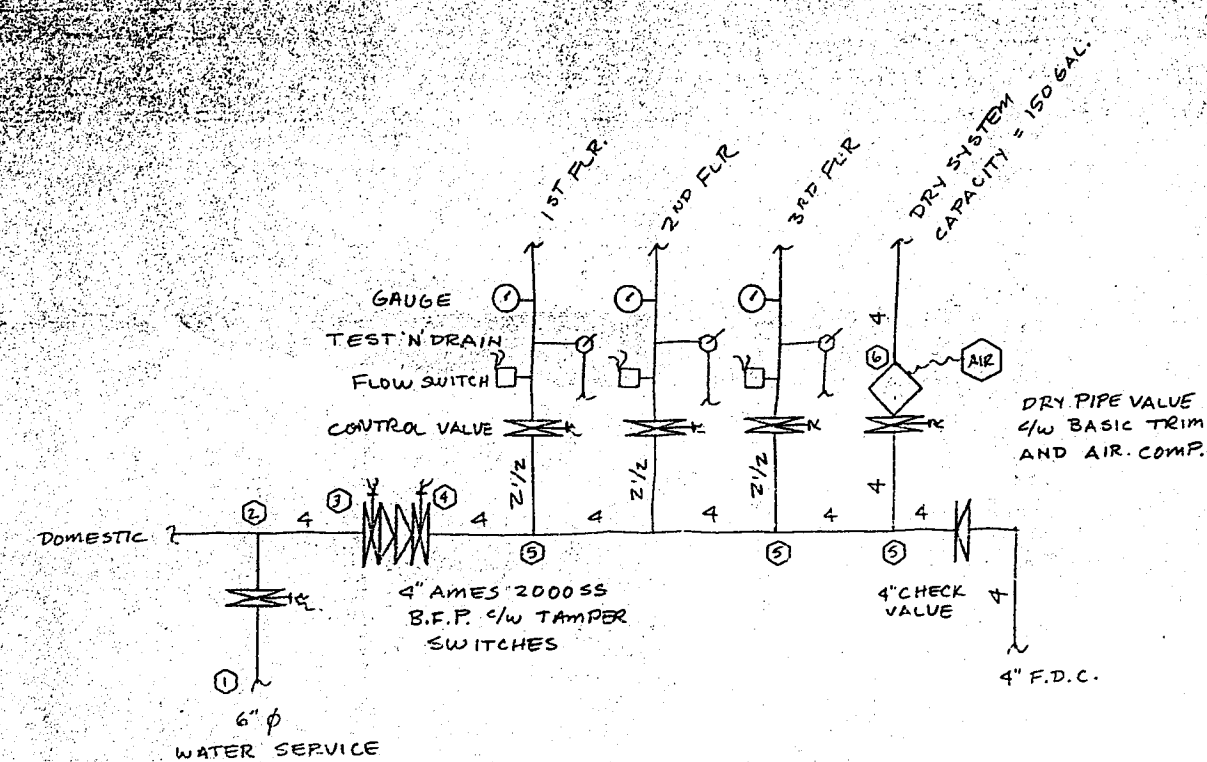 1ST FLR.
2ND FLR
3RD FLR
DRY SYSTEM
CAPACITY = 150 GAL.
GAUGE
TEST 'N' DRAIN
FLOW SWITCH
CONTROL VALVE
4
6
AIR
DRY PIPE VALVE
c/w BASIC TRIM
AND AIR. COMP.
2 1/2
2 1/2
2 1/2
4
DOMESTIC
2
4
3
4
4
4
4
4
4
5
5
5
4" AMES 2000SS
B.F.P. c/w TAMPER
SWITCHES
4" CHECK
VALVE
4
4" F.D.C.
1
6" ϕ
WATER SERVICE